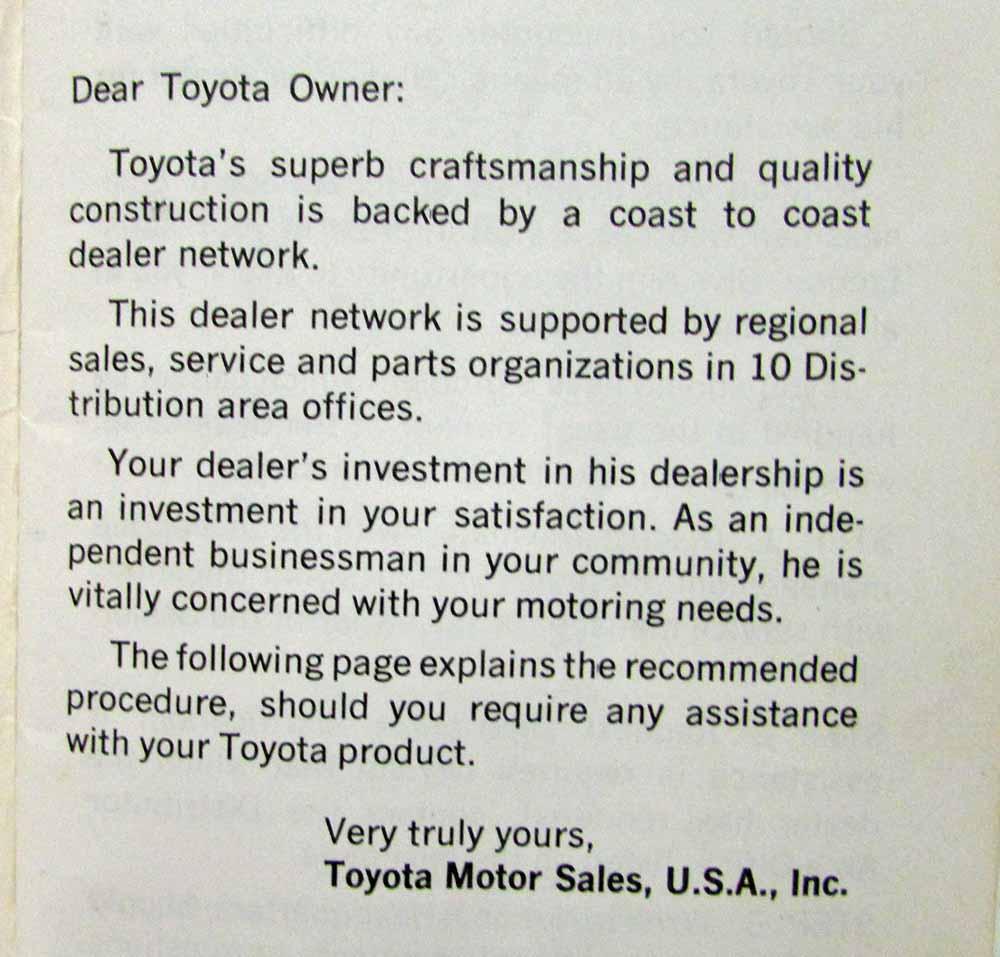 Dear Toyota Owner:
Toyota's superb craftsmanship and quality
construction is backed by a coast to coast
dealer network.
This dealer network is supported by regional
sales, service and parts organizations in 10 Dis-
tribution area offices.
Your dealer's investment in his dealership is
an investment in your satisfaction. As an inde-
pendent businessman in your community, he is
vitally concerned with your motoring needs.
The following page explains the recommended
procedure, should you require any assistance
with your Toyota product.
Very truly yours,
Toyota Motor Sales, U.S.A., Inc.